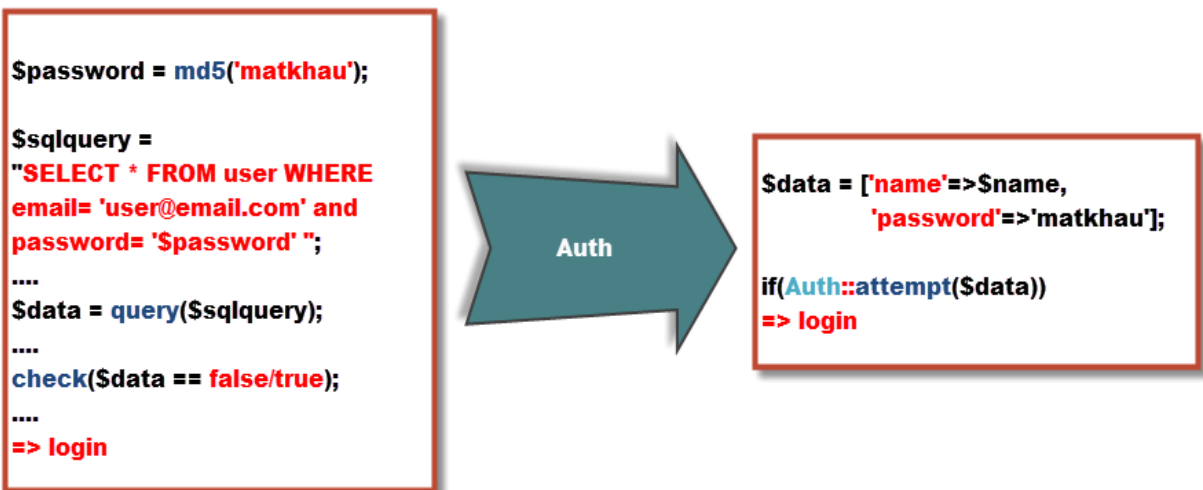 $password = md5('matkhau');
$sqlquery =
"SELECT * FROM user WHERE
email= 'user@email.com' and
password= '$password' ";
....
$data = query($sqlquery);
....
check($data == false/true);
....
=> login
Auth
$data = ['name'=>$name,
'password'=>'matkhau'];
if(Auth::attempt($data))
=> login